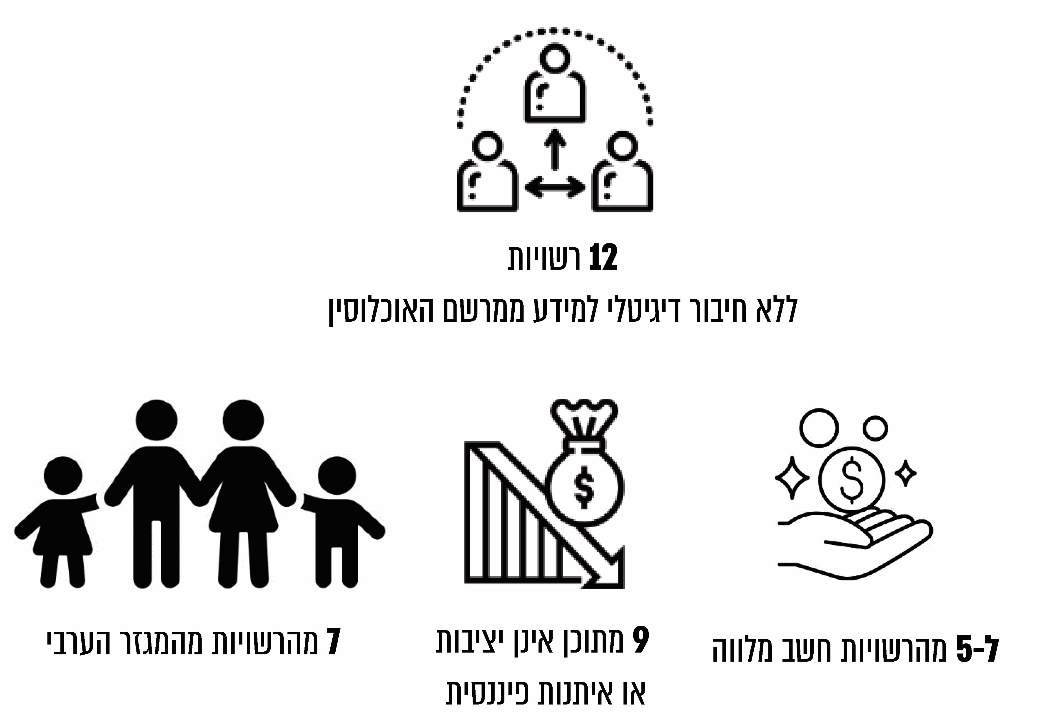 12 רשויות
ללא חיבור דיגיטלי למידע ממרשם האוכלוסין
ל-5 מהרשויות חשב מלווה
9 מתוכן אינן יציבות
או איתנות פיננסית
7 מהרשויות מהמגזר הערבי